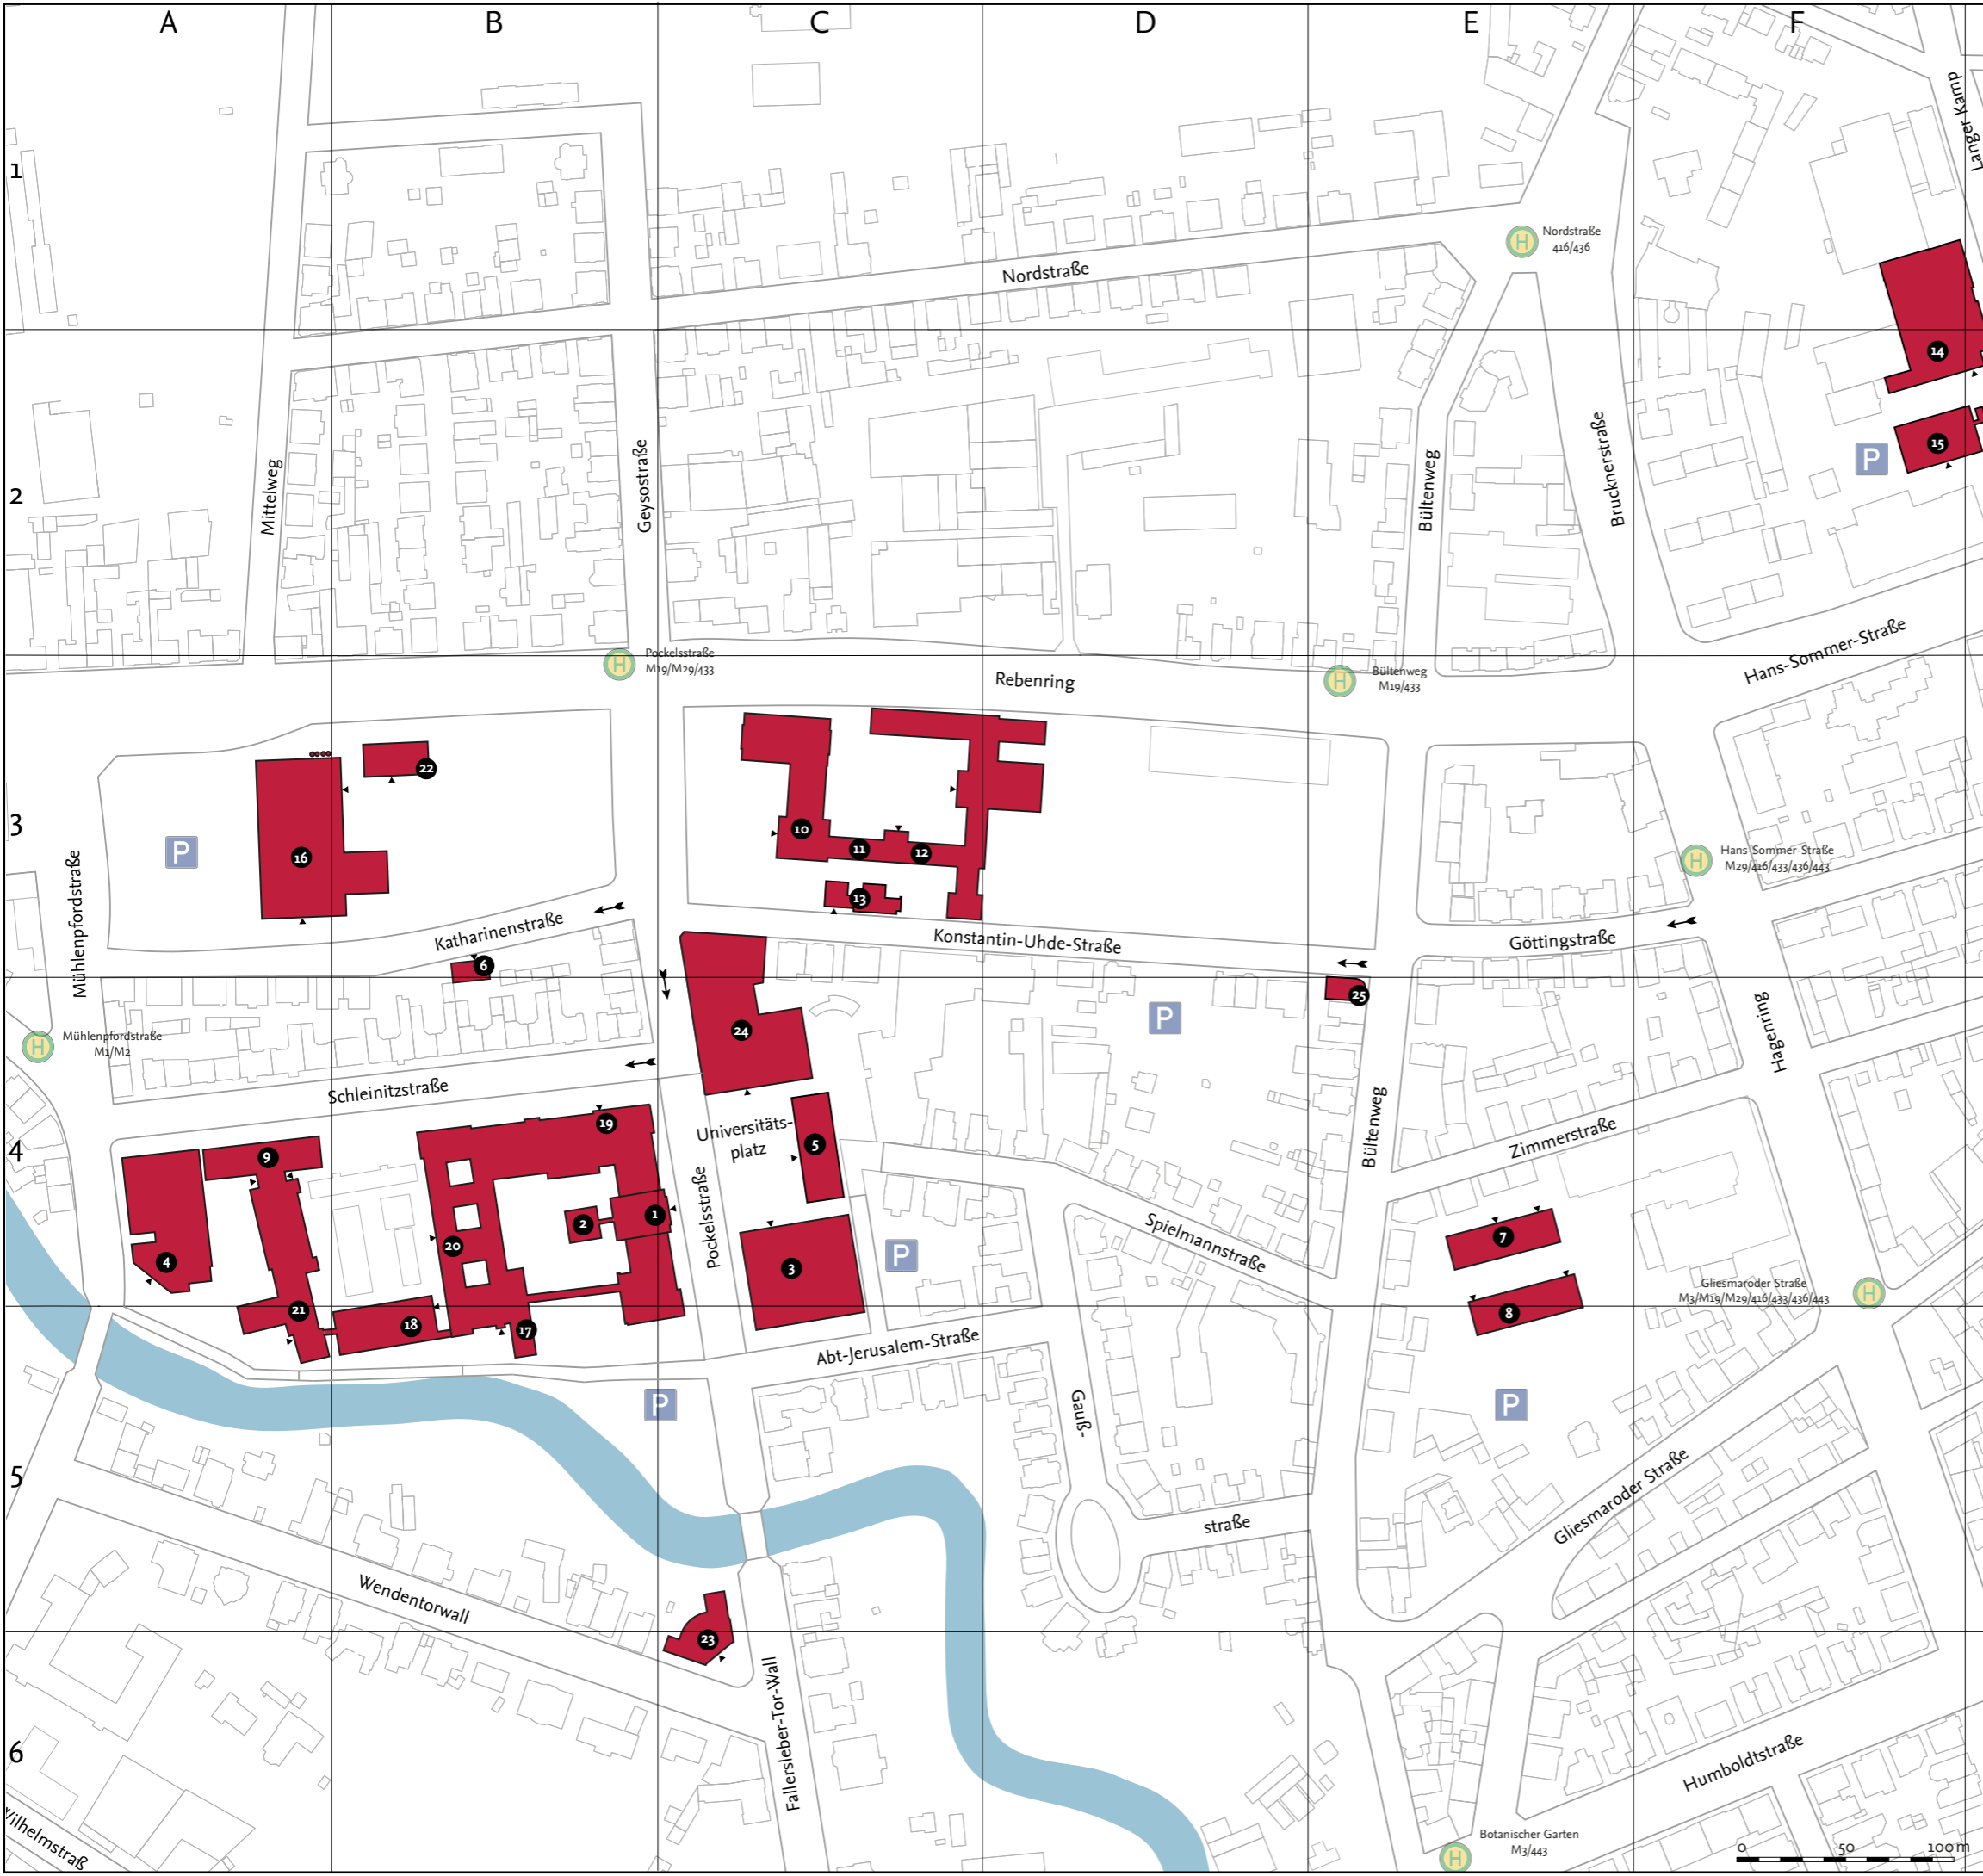 A
B
C
D
E
F
1
Langer Kamp
Nordstraße
416/436
Nordstraße
14
15
P
2
Mittelweg
Geysostraße
Bültenweg
Brucknerstraße
Hans-Sommer-Straße
H
Pockelsstraße
M19/M29/433
Rebenring
H
Bültenweg
M19/433
22
3
P
16
10
11
12
13
H
Hans-Sommer-Straße
M29/416/433/436/443
Mühlenpfordstraße
Katharinenstraße
Konstantin-Uhde-Straße
Göttingstraße
6
25
24
P
Hagenring
H
Mühlenpfordtstraße
M1/M2
Schleinitzstraße
Bültenweg
Zimmerstraße
4
Universitäts-
platz
5
9
19
Pockelsstraße
1
2
20
4
3
P
Spielmannstraße
7
8
Gliesmaroder Straße
M3/M19/M29/416/433/436/443
H
21
18
17
Abt-Jerusalem-Straße
P
Gauß-
P
5
straße
Gliesmaroder Straße
Wendentorwall
23
Fallersleber-Tor-Wall
6
Humboldtstraße
H
Botanischer Garten
M3/443
0 50 100 m
H